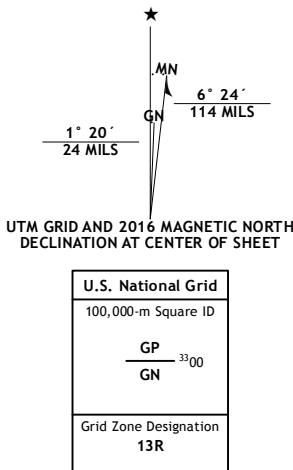 ★
MN
GN
6° 24´
114 MILS
1° 20´
24 MILS
UTM GRID AND 2016 MAGNETIC NORTH
DECLINATION AT CENTER OF SHEET
U.S. National Grid
100,000-m Square ID
GP
³³00
GN
Grid Zone Designation
13R